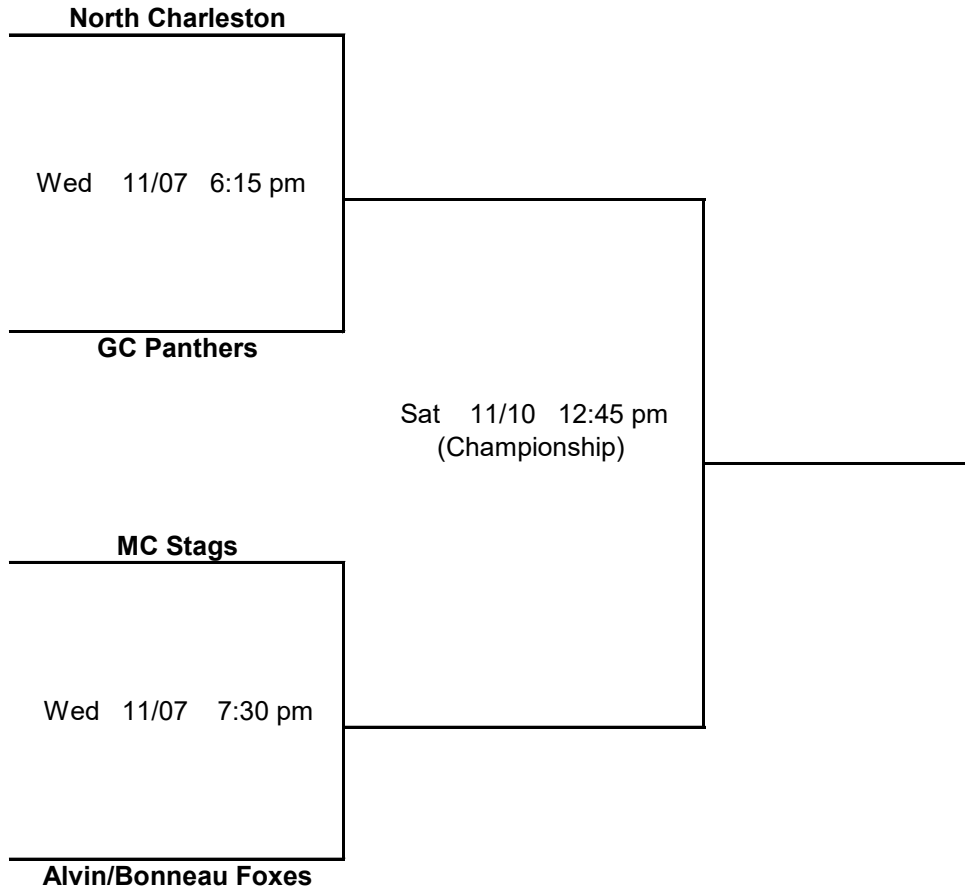 North Charleston
Wed 11/07 6:15 pm
GC Panthers
Sat 11/10 12:45 pm
(Championship)
MC Stags
Wed 11/07 7:30 pm
Alvin/Bonneau Foxes